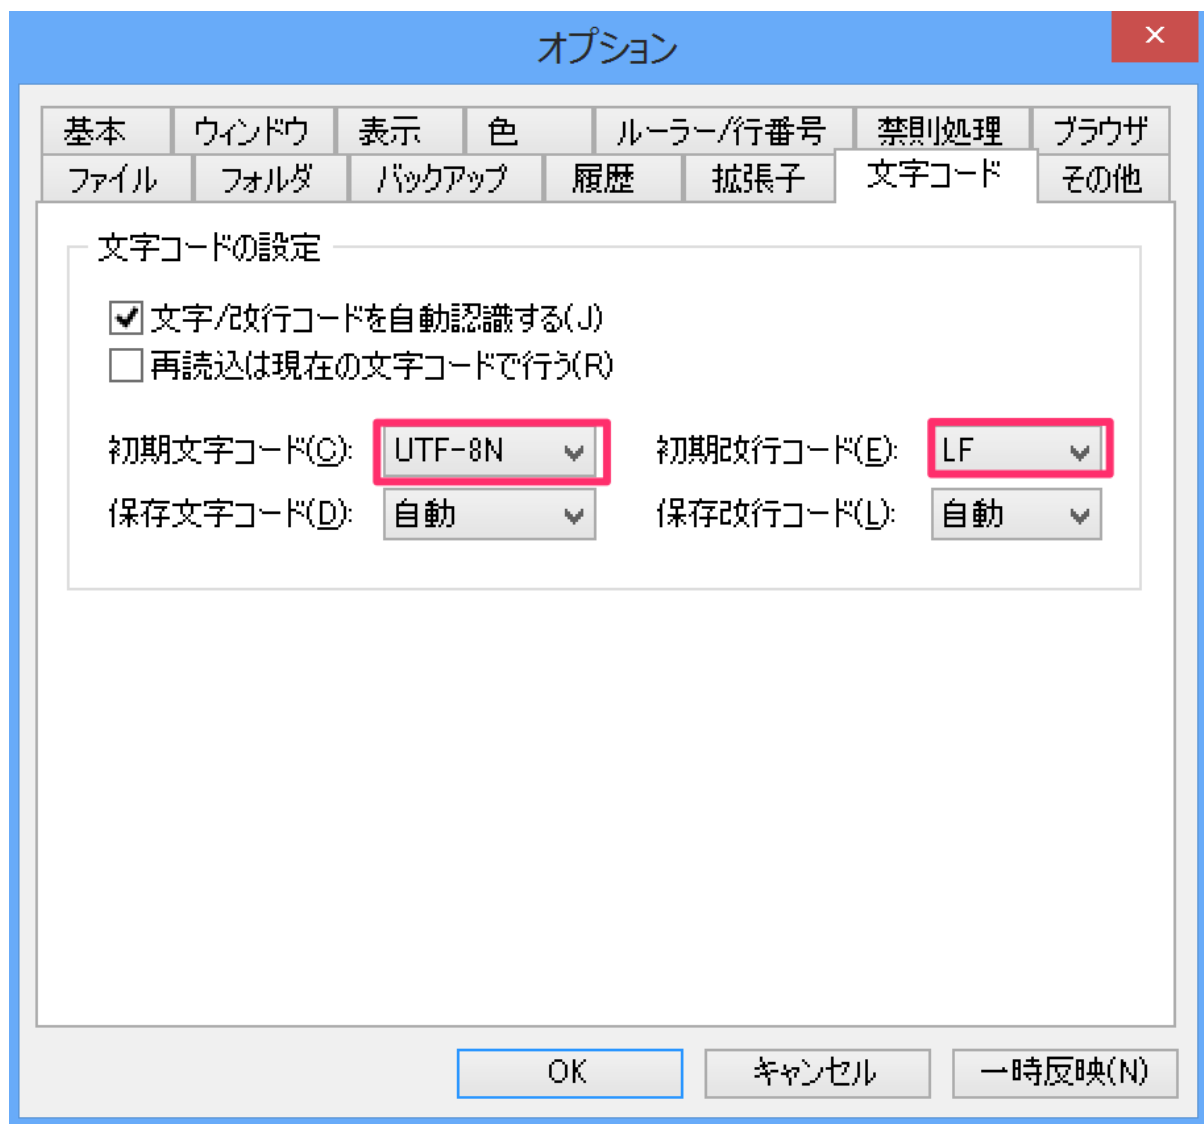 オプション
基本 ウィンドウ 表示 色 ルーラー/行番号 禁則処理 ブラウザ
ファイル フォルダ バックアップ 履歴 拡張子 文字コード その他
文字コードの設定
文字/改行コードを自動認識する(J)
再読込は現在の文字コードで行う(R)
初期文字コード(C): UTF-8N 初期改行コード(E): LF
保存文字コード(D): 自動 保存改行コード(L): 自動
OK キャンセル 一時反映(N)